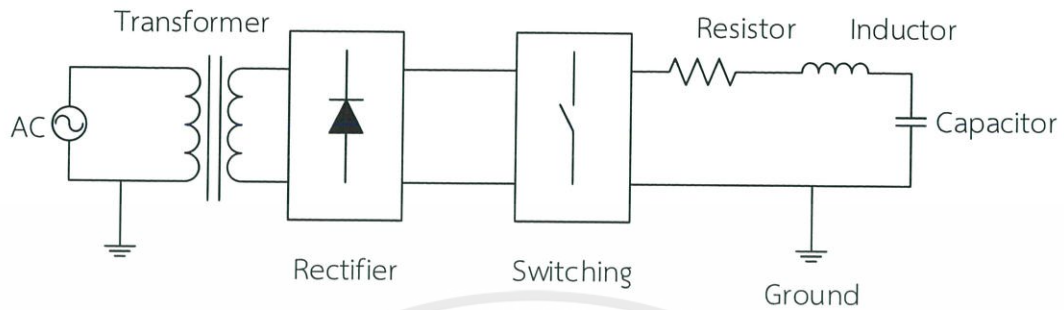 Transformer
Resistor
Inductor
AC
Capacitor
Rectifier
Switching
Ground